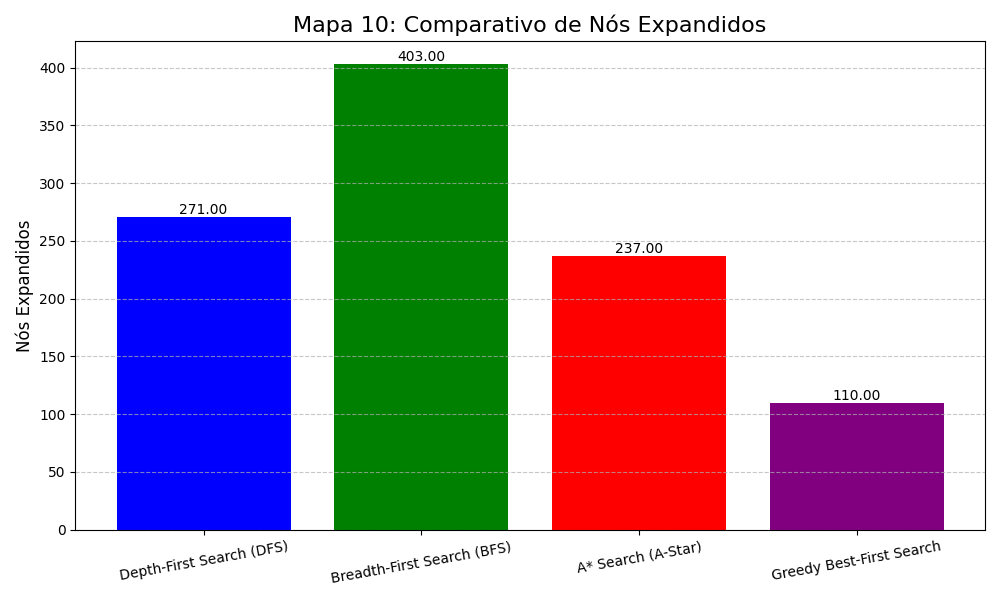 Mapa 10: Comparativo de Nós Expandidos
Nós Expandidos
400
350
300
250
200
150
100
50
0
271.00
403.00
237.00
110.00
Depth-First Search (DFS)
Breadth-First Search (BFS)
A* Search (A-Star)
Greedy Best-First Search